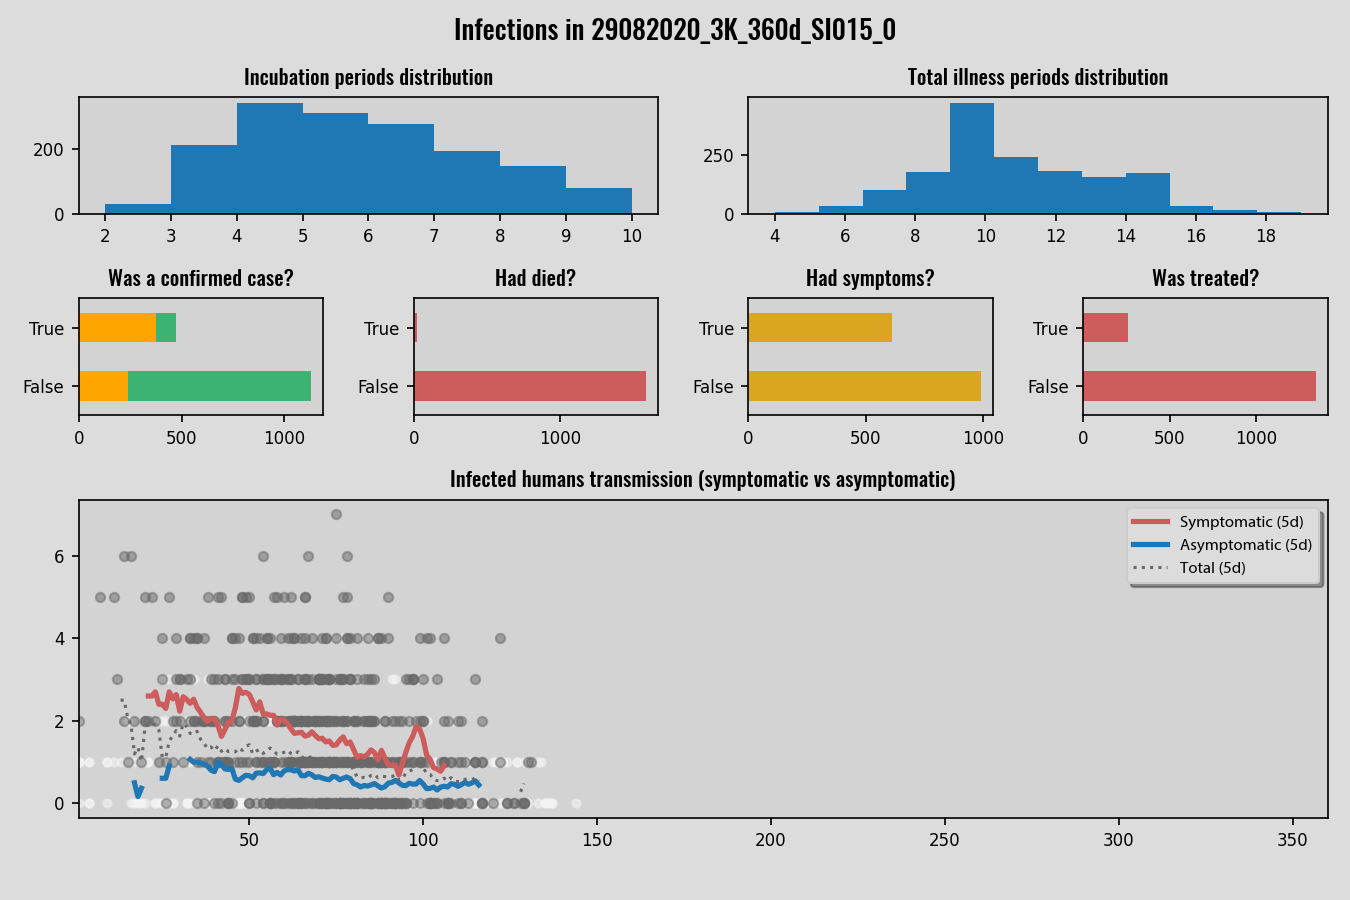 Infections in 29082020_3K_360d_SI015_0
Incubation periods distribution
Total illness periods distribution
200
0
2 3 4 5 6 7 8 9 10
250
0
4 6 8 10 12 14 16 18
Was a confirmed case?
Had died?
Had symptoms?
Was treated?
True
False
0 500 1000
True
False
0 1000
True
False
0 500 1000
True
False
0 500 1000
Infected humans transmission (symptomatic vs asymptomatic)
Symptomatic (5d)
Asymptomatic (5d)
Total (5d)
6
4
2
0
50 100 150 200 250 300 350